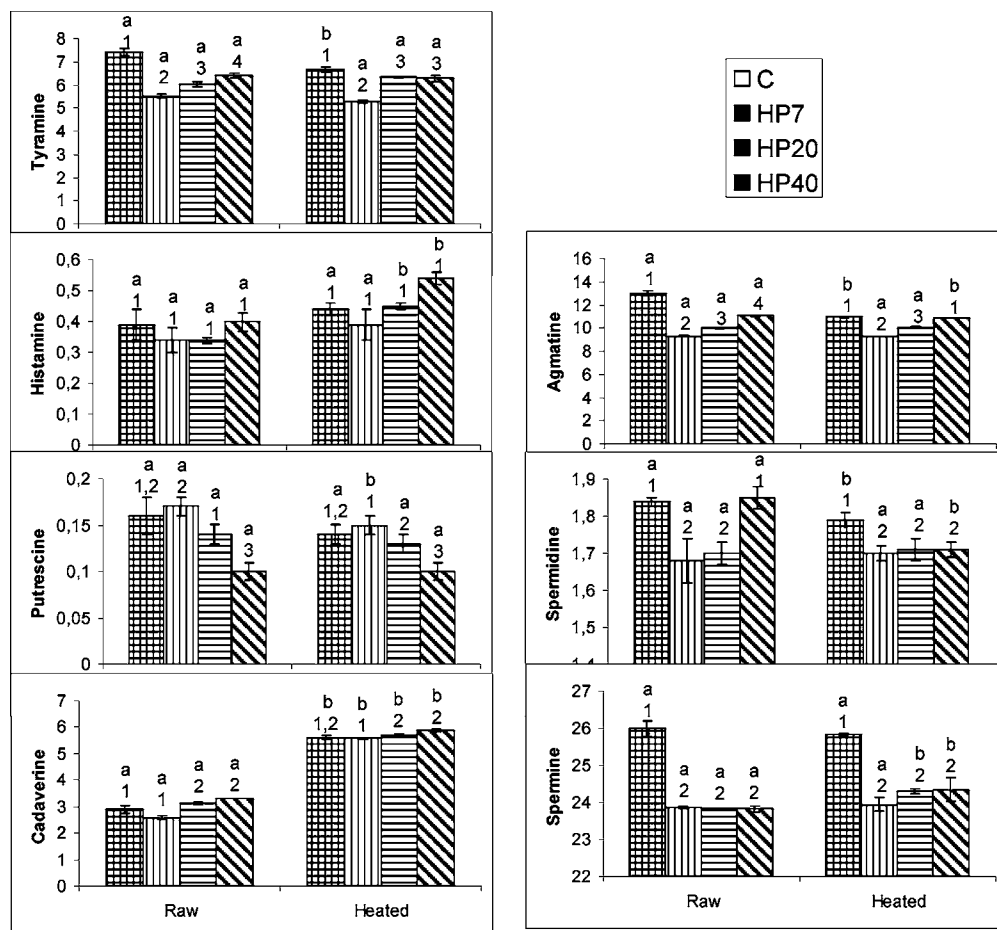 a a
1 a a 4 b a a
8 2 3 1 2 3 3
7
6
5
4
3
2
1
0
Tyramine
C
HP7
HP20
HP40
b
a a a a a b 1
1 1 1 1 1 1 1
0,6
0,5
0,4
0,3
0,2
0,1
0
Histamine
a
1 a a a b a b
2 3 4 1 2 3 1
16
14
12
10
8
6
4
2
0
Agmatine
a a a b
1,2 2 a a 1,2 1 a a
1 3 2 3
0,2
0,15
0,1
0,05
0
Putrescine
a a
1 a a 1 b a a b
2 2 1 2 2 2
1,9
1,8
1,7
1,6
1,5
1,4
Spermidine
a a a a b b b b
1 1 2 2 1,2 1 2 2
7
6
5
4
3
2
1
0
Cadaverine
Raw Heated
a a
1 a a a 1 a b b
2 2 2 2 2 2
27
26
25
24
23
22
Spermine
Raw Heated